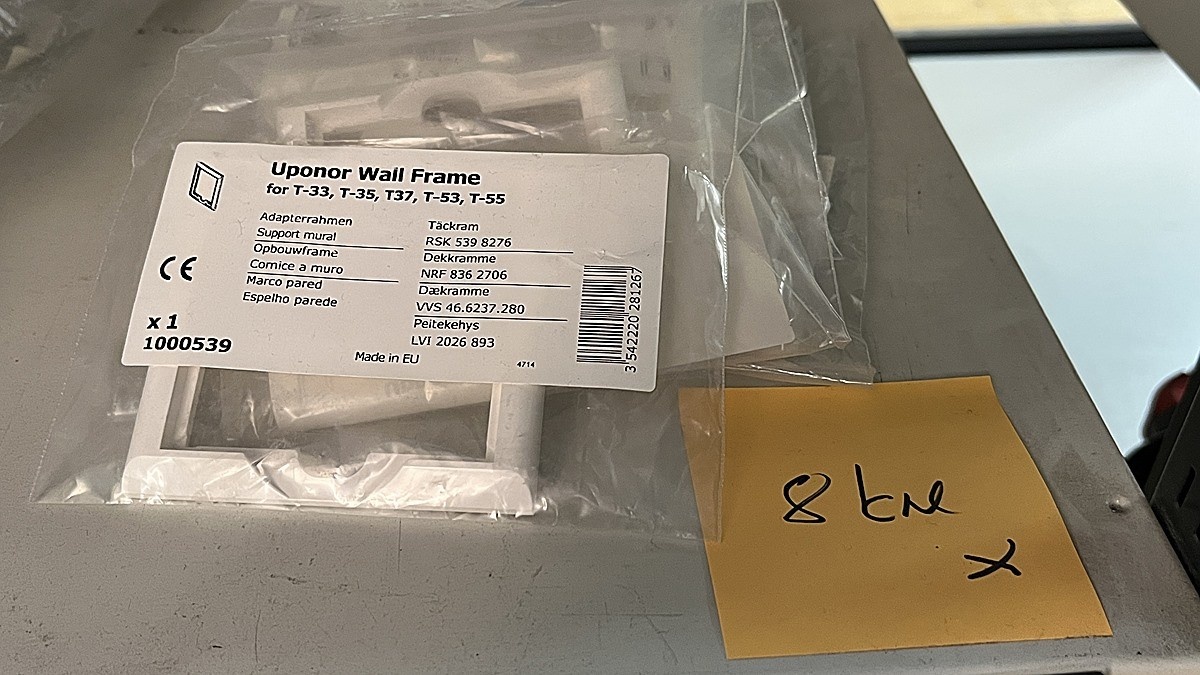 Uponor Wall Frame
for T-33, T-35, T37, T-53, T-55
Adapterrahmen
Support mural
Opbouwframe
Cornice a muro
Marco pared
Espelho parede
Täckram
RSK 539 8276
Dekkramme
NRF 836 2706
Dækramme
VVS 46.6237.280
Peitekehys
LVI 2026 893
CE
x 1
1000539
Made in EU
4714
3 542220 281267
8 kne
x